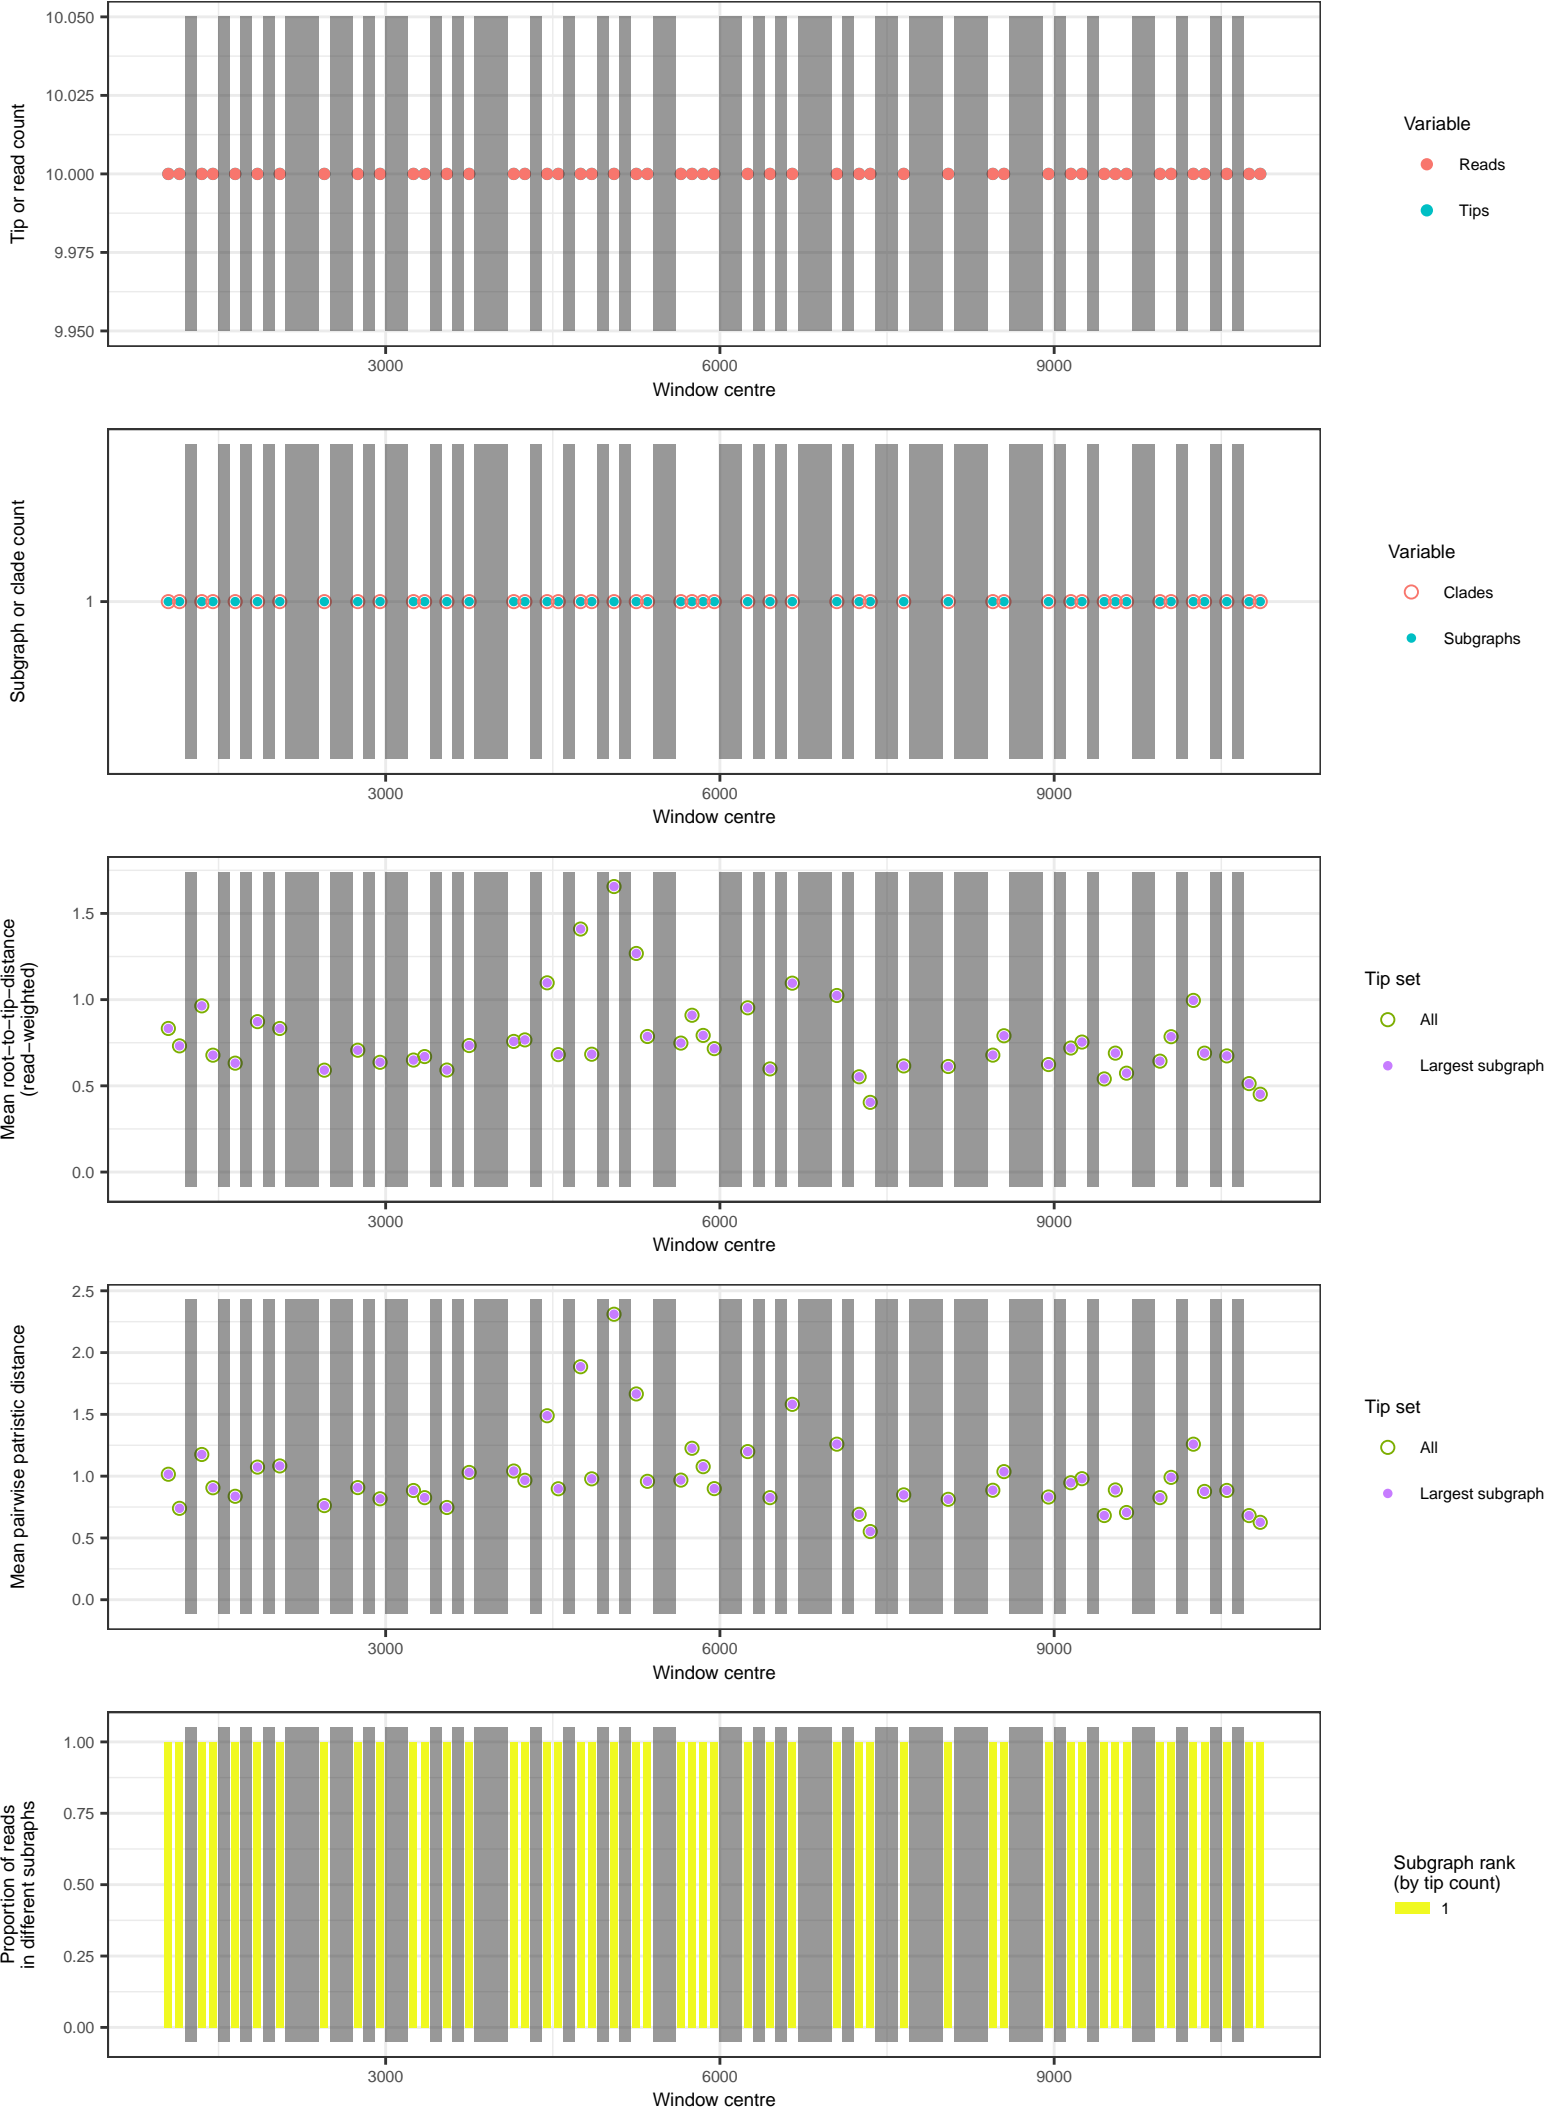 10.050
10.025
10.000
9.975
9.950
Tip or read count
3000
6000
9000
Window centre
Variable
Reads
Tips
1
Subgraph or clade count
3000
6000
9000
Window centre
Variable
Clades
Subgraphs
1.5
1.0
0.5
0.0
Mean root−to−tip−distance
(read−weighted)
3000
6000
9000
Window centre
Tip set
All
Largest subgraph
2.5
2.0
1.5
1.0
0.5
0.0
Mean pairwise patristic distance
3000
6000
9000
Window centre
Tip set
All
Largest subgraph
1.00
0.75
0.50
0.25
0.00
Proportion of reads
in different subraphs
3000
6000
9000
Window centre
Subgraph rank
(by tip count)
1